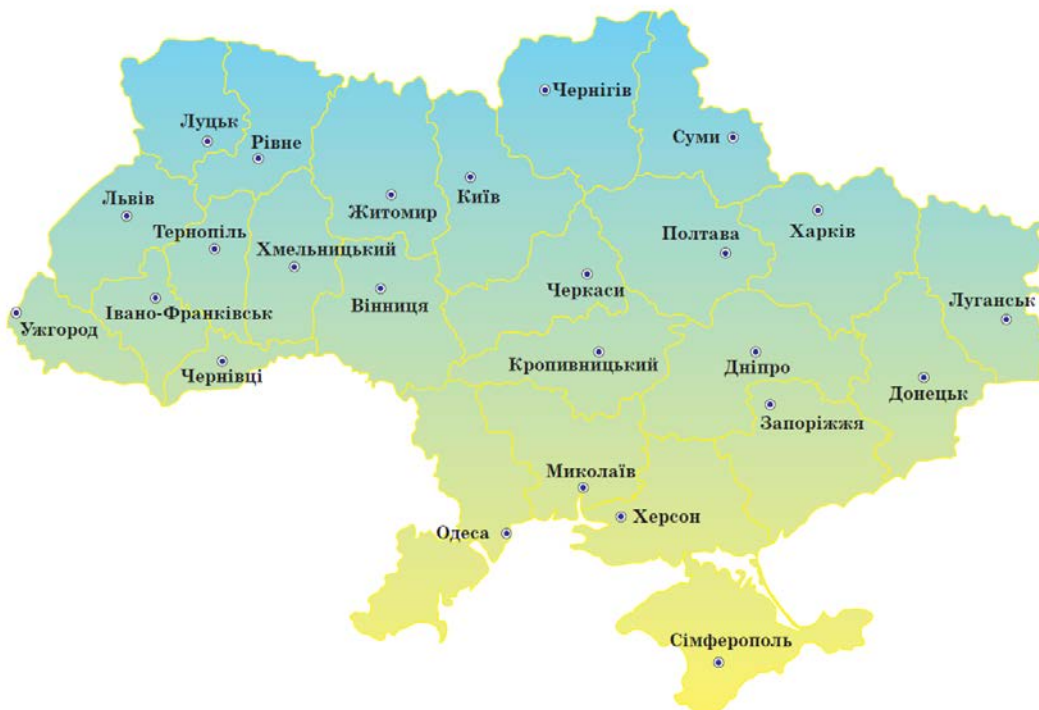 Чернігів
Луцьк
Суми
Рівне
Львів
Житомир
Київ
Тернопіль
Полтава
Харків
Хмельницький
Вінниця
Черкаси
Луганськ
Івано-Франківськ
Ужгород
Кропивницький
Дніпро
Чернівці
Донецьк
Запоріжжя
Миколаїв
Херсон
Одеса
Сімферополь